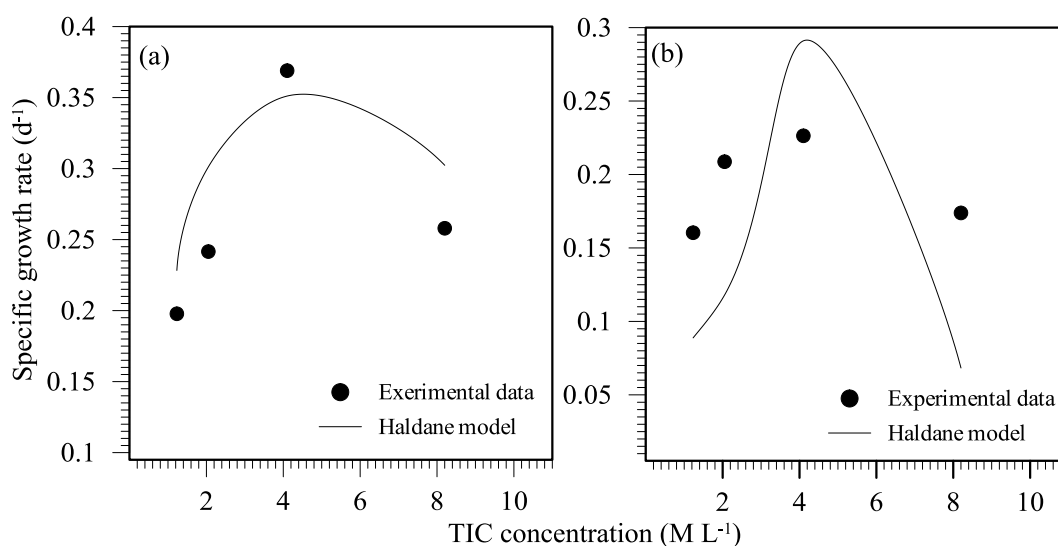 (a)
0.4
0.35
0.3
0.25
0.2
0.15
0.1
2 4 6 8 10
Exerimental data
Haldane model
(b)
0.3
0.25
0.2
0.15
0.1
0.05
2 4 6 8 10
Experimental data
Haldane model
Specific growth rate (d-1)
TIC concentration (M L-1)